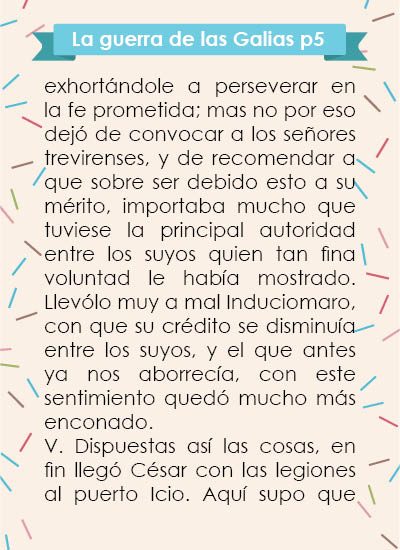 La guerra de las Galias p5
exhortándole a perseverar en
la fe prometida; mas no por eso
dejó de convocar a los señores
trevirenses, y de recomendar a
que sobre ser debido esto a su
mérito, importaba mucho que
tuviese la principal autoridad
entre los suyos quien tan fina
voluntad le había mostrado.
Llevólo muy a mal Induciomaro,
con que su crédito se disminuía
entre los suyos, y el que antes
ya nos aborrecía, con este
sentimiento quedó mucho más
enconado.
V. Dispuestas así las cosas, en
fin llegó César con las legiones
al puerto Icio. Aquí supo que